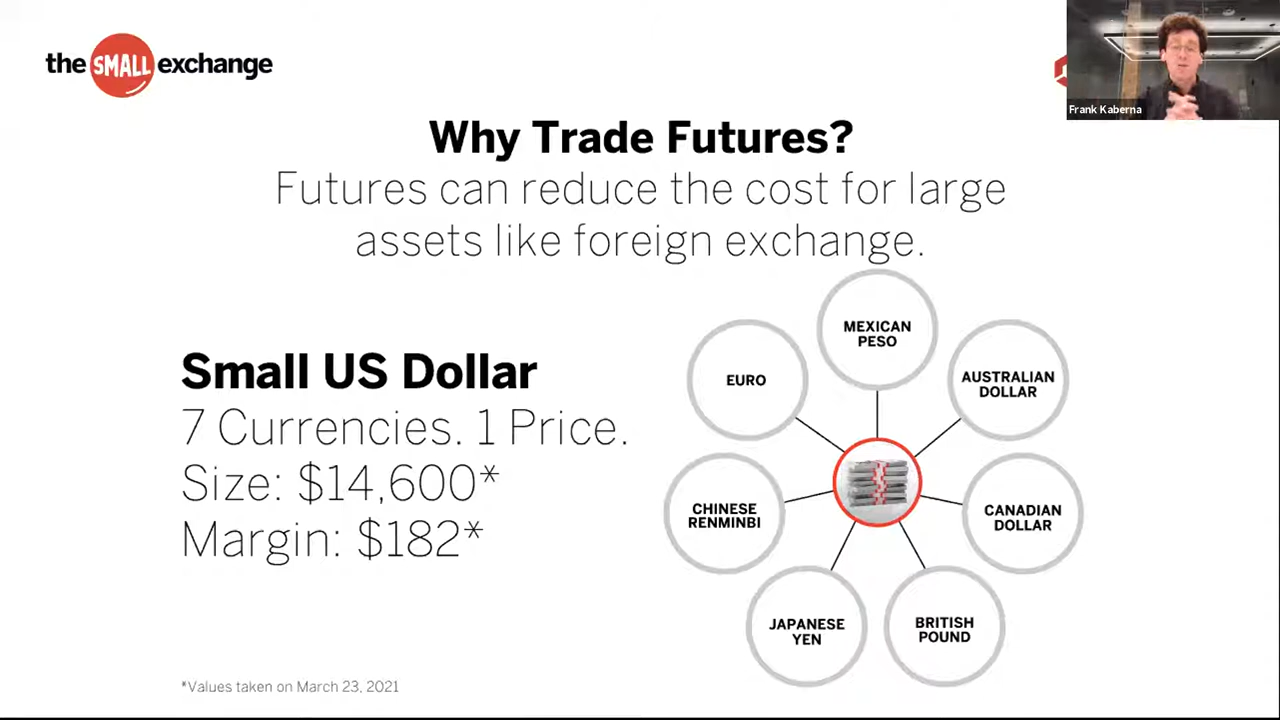 the SMALL exchange
Frank Kaberna
Why Trade Futures?
Futures can reduce the cost for large
assets like foreign exchange.
Small US Dollar
7 Currencies. 1 Price.
Size: $14,600*
Margin: $182*
MEXICAN
PESO
EURO
AUSTRALIAN
DOLLAR
CHINESE
RENMINBI
CANADIAN
DOLLAR
JAPANESE
YEN
BRITISH
POUND
*Values taken on March 23, 2021